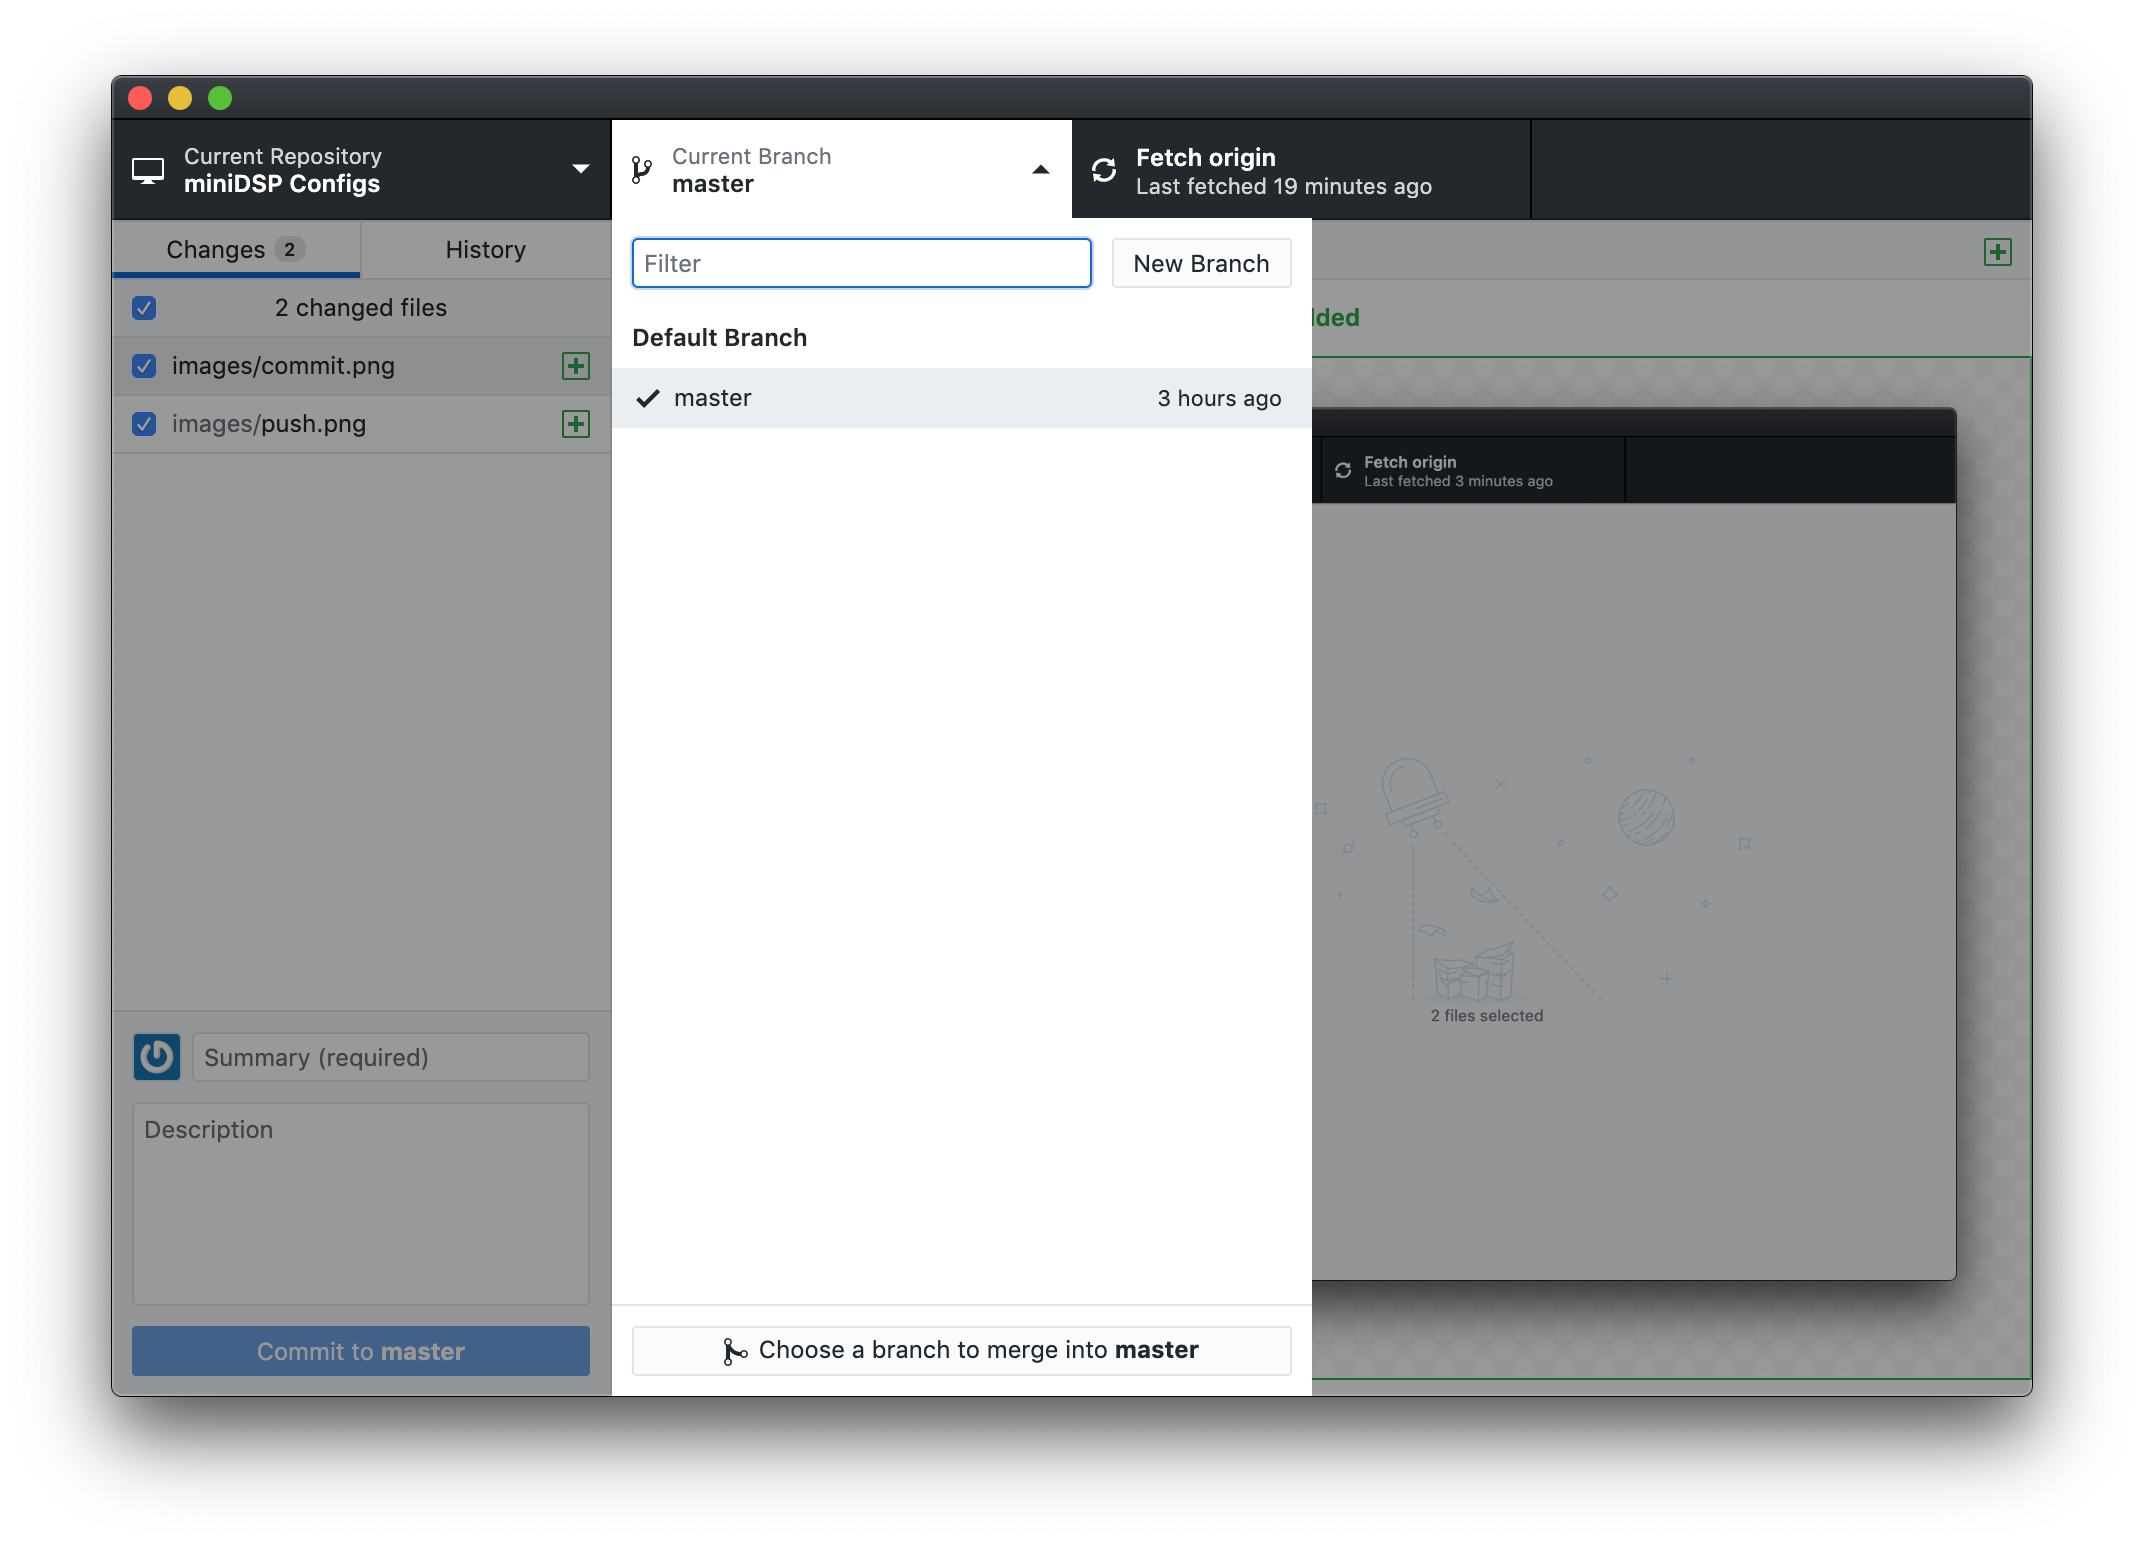 Current Repository
miniDSP Configs
Current Branch
master
Fetch origin
Last fetched 19 minutes ago
Changes 2
History
2 changed files
images/commit.png
images/push.png
Summary (required)
Description
Commit to master
Filter
New Branch
Default Branch
master 3 hours ago
Choose a branch to merge into master
Fetch origin
Last fetched 3 minutes ago
2 files selected